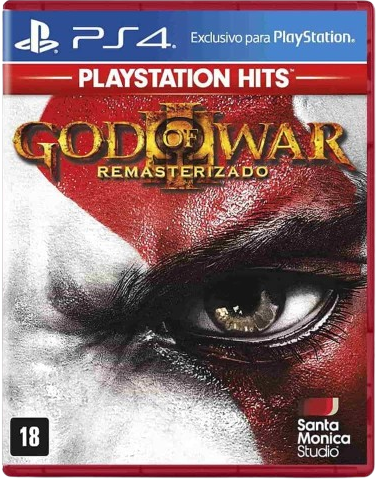 PS4
Exclusivo para PlayStation®
PLAYSTATION HITS
GOD OF WAR
III
REMASTERIZADO
18
Santa
Monica
Studio